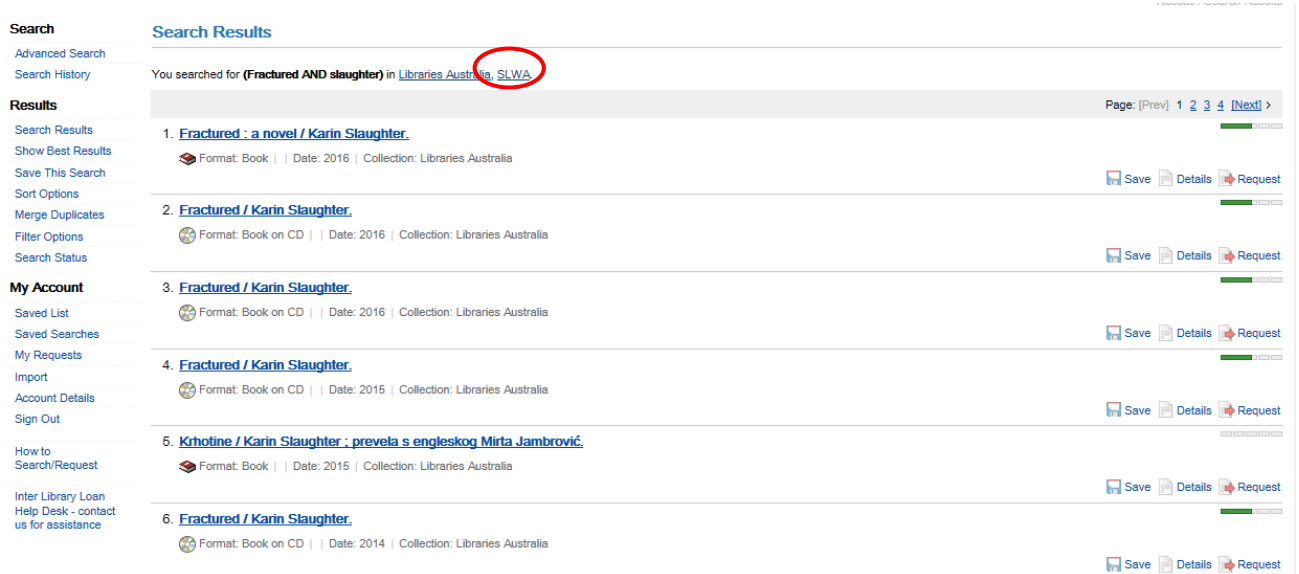 Search
Advanced Search
Search History
Results
Search Results
Show Best Results
Save This Search
Sort Options
Merge Duplicates
Filter Options
Search Status
My Account
Saved List
Saved Searches
My Requests
Import
Account Details
Sign Out
How to
Search/Request
Inter Library Loan
Help Desk - contact
us for assistance
Search Results
You searched for (Fractured AND slaughter) in Libraries Australia, SLWA.
Page: [Prev] 1 2 3 4 [Next] >
1. Fractured : a novel / Karin Slaughter.
Format: Book | | Date: 2016 | Collection: Libraries Australia
Save Details Request
2. Fractured / Karin Slaughter.
Format: Book on CD | | Date: 2016 | Collection: Libraries Australia
Save Details Request
3. Fractured / Karin Slaughter.
Format: Book on CD | | Date: 2016 | Collection: Libraries Australia
Save Details Request
4. Fractured / Karin Slaughter.
Format: Book on CD | | Date: 2015 | Collection: Libraries Australia
Save Details Request
5. Krhotine / Karin Slaughter ; prevela s engleskog Mirta Jambrović.
Format: Book | | Date: 2015 | Collection: Libraries Australia
Save Details Request
6. Fractured / Karin Slaughter.
Format: Book on CD | | Date: 2014 | Collection: Libraries Australia
Save Details Request